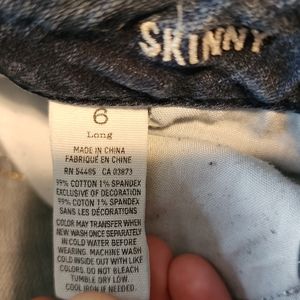 SKINNY
6
Long
MADE IN CHINA
FABRIQUÉ EN CHINE
RN 54485 CA 03873
99% COTTON 1% SPANDEX
EXCLUSIVE OF DECORATION
99% COTON 1% SPANDEX
SANS LES DÉCORATIONS
COLOR MAY TRANSFER WHEN
NEW WASH SEPARATELY
IN COLD WATER BEFORE
WEARING. MACHINE WASH
COLD INSIDE OUT WITH LIKE
COLORS. DO NOT BLEACH
TUMBLE DRY LOW.
COOL IRON IF NEEDED.